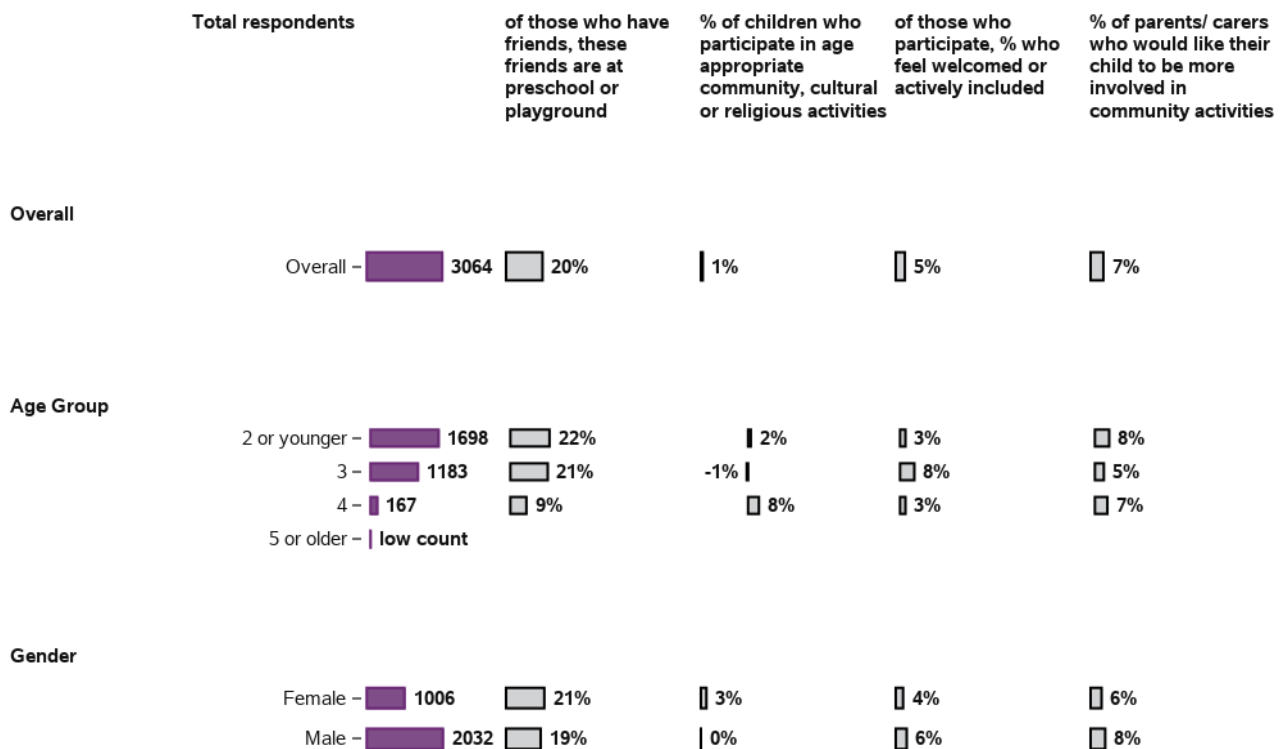 Total respondents
of those who have
friends, these
friends are at
preschool or
playground
% of children who
participate in age
appropriate
community, cultural
or religious activities
of those who
participate, % who
feel welcomed or
actively included
% of parents/ carers
who would like their
child to be more
involved in
community activities
Overall
Overall 3064 20% 1% 5% 7%
Age Group
2 or younger 1698 22% 2% 3% 8%
3 1183 21% -1% 8% 5%
4 167 9% 8% 3% 7%
5 or older low count
Gender
Female 1006 21% 3% 4% 6%
Male 2032 19% 0% 6% 8%